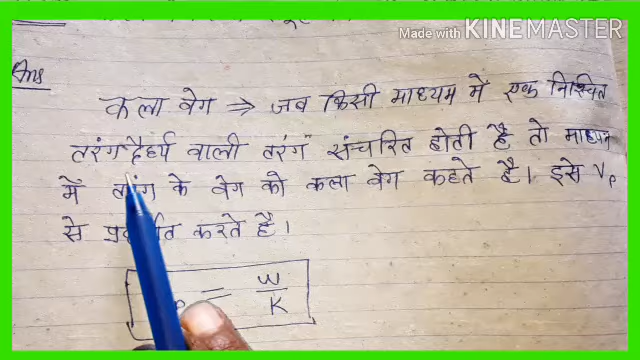 Made with KINEMASTER
Ans
कला वेग ⇒ जब किसी माध्यम में एक निश्चित
तरंगदैर्ध्य वाली तरंग संचरित होती है तो माध्यम
में तरंग के वेग को कला वेग कहते है। इसे Vp
से करते है।
= w/K